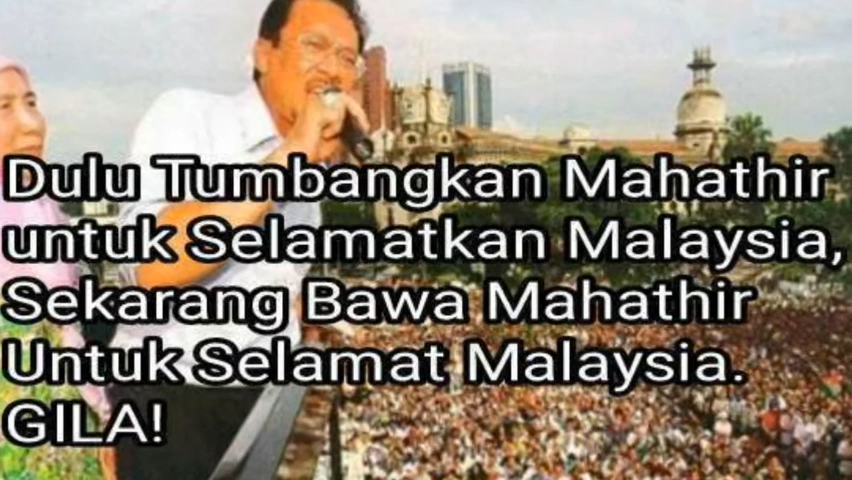 Dulu Tumbangkan Mahathir
untuk Selamatkan Malaysia,
Sekarang Bawa Mahathir
Untuk Selamat Malaysia.
GILA!